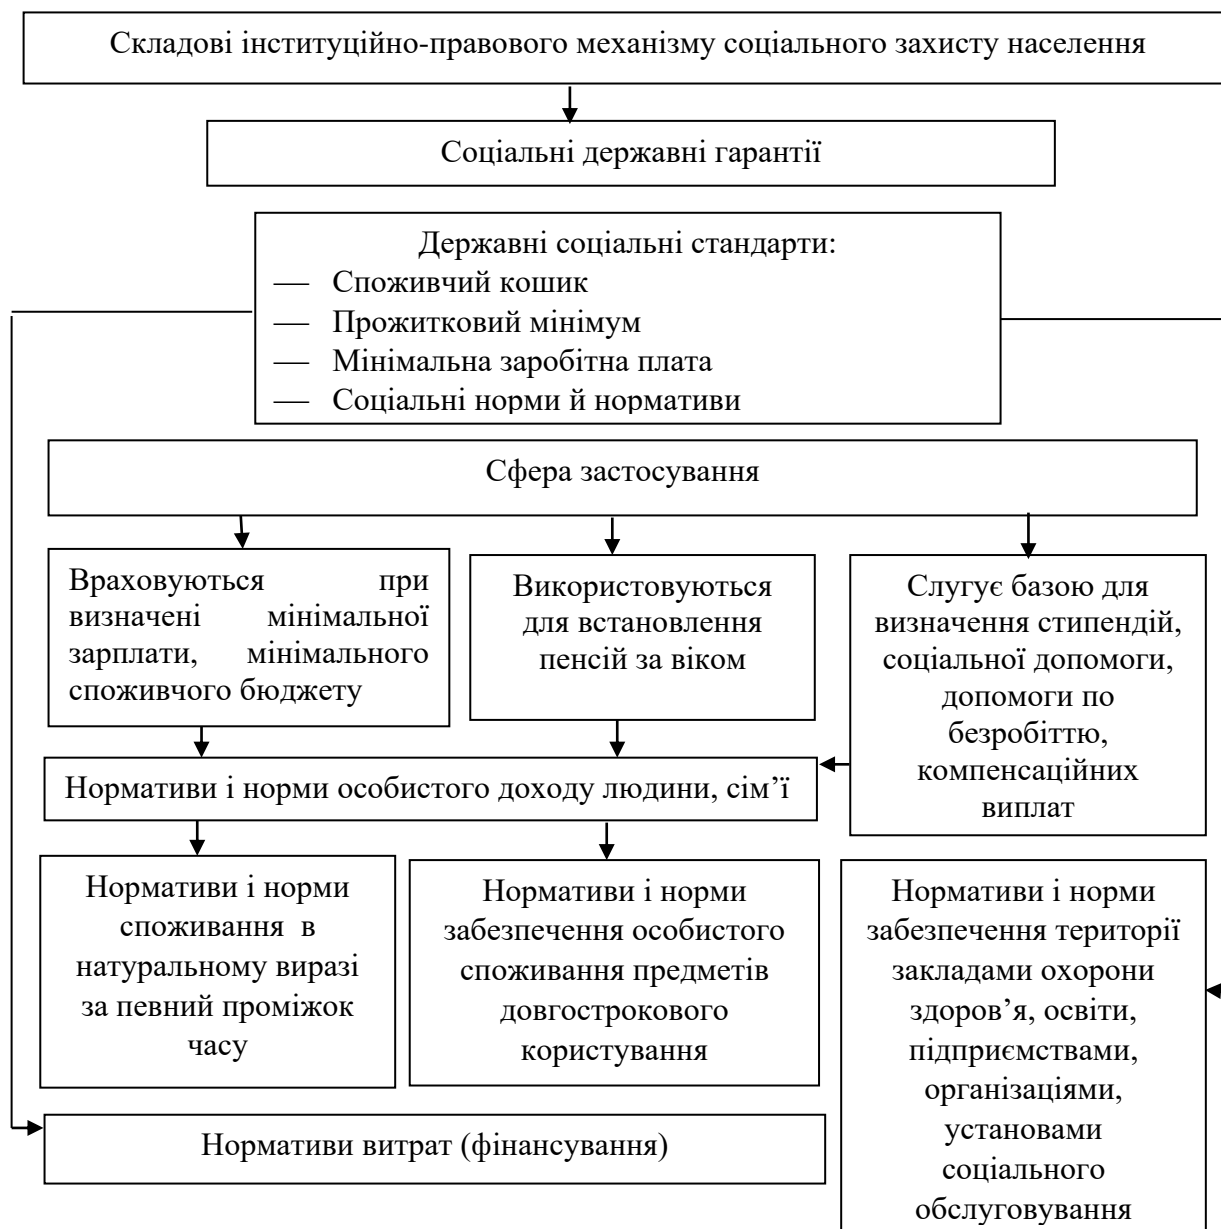 Складові інституційно-правового механізму соціального захисту населення
Соціальні державні гарантії
Державні соціальні стандарти:
— Споживчий кошик
— Прожитковий мінімум
— Мінімальна заробітна плата
— Соціальні норми й нормативи
Сфера застосування
Враховуються при
визначені мінімальної
зарплати, мінімального
споживчого бюджету
Використовуються
для встановлення
пенсій за віком
Слугує базою для
визначення стипендій,
соціальної допомоги,
допомоги по
безробіттю,
компенсаційних
виплат
Нормативи і норми особистого доходу людини, сім’ї
Нормативи і норми
споживання в
натуральному виразі
за певний проміжок
часу
Нормативи і норми
забезпечення особистого
споживання предметів
довгострокового
користування
Нормативи і норми
забезпечення території
закладами охорони
здоров’я, освіти,
підприємствами,
організаціями,
установами
соціального
обслуговування
Нормативи витрат (фінансування)